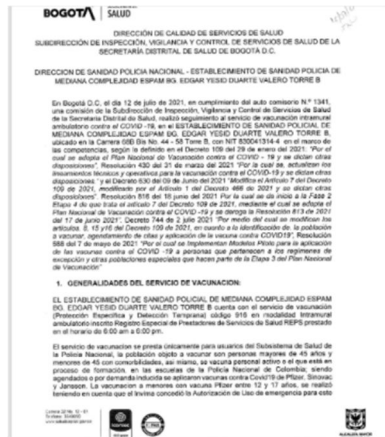 BOGOTÁ | SALUD
DIRECCIÓN DE CALIDAD DE SERVICIOS DE SALUD
SUBDIRECCIÓN DE INSPECCIÓN, VIGILANCIA Y CONTROL DE SERVICIOS DE SALUD DE LA
SECRETARÍA DISTRITAL DE SALUD DE BOGOTÁ D.C.
DIRECCION DE SANIDAD POLICIA NACIONAL - ESTABLECIMIENTO DE SANIDAD POLICIA DE
MEDIANA COMPLEJIDAD ESPAM BG. EDGAR YESID DUARTE VALERO TORRE B
En Bogotá D.C. el día 12 de julio de 2021, en cumplimiento del auto comisorio N.° 1341,
una comisión de la Subdirección de Inspección, Vigilancia y Control de Servicios de Salud
de la Secretaría Distrital de Salud, realizó seguimiento al servicio de vacunación intramural
ambulatorio contra el COVID -19, en el ESTABLECIMIENTO DE SANIDAD POLICIAL DE
MEDIANA COMPLEJIDAD ESPAM BG. EDGAR YESID DUARTE VALERO TORRE B,
ubicada en la Carrera 68B Bis No. 44 - 58 Torre B, con NIT 830041314-4 en el marco de
las competencias, según lo definido en el Decreto 109 del 29 de enero del 2021 "Por el
cual se adopta el Plan Nacional de Vacunación contra el COVID – 19 y se dictan otras
disposiciones", Resolución 430 del 31 de marzo del 2021 "Por la cual se, actualizan los
lineamientos técnicos y operativos para la vacunación contra el COVID-19 y se dictan otras
disposiciones," y el Decreto 630 del 09 de Junio del 2021 "Modifica el Artículo 7 del Decreto
109 de 2021, modificado por el Artículo 1 del Decreto 466 de 2021 y se dictan otras
disposiciones". Resolución 816 del 18 junio del 2021 Por la cual se da inicio a la Fase 2
Etapa 4 de que trata el artículo 7 del Decreto 109 de 2021, mediante el cual se adopta el
Plan Nacional de Vacunación contra el COVID -19 y se deroga la Resolución 813 de 2021
del 17 de junio 2021". Decreto 744 de 2 julio 2021 "Por medio del cual se modifican los
artículos. 8, 15 y16 del Decreto 109 de 2021, en cuanto a la identificación de la población
a vacunar, agendamiento de citas y aplicación de la vacuna contra COVID19", Resolución
588 del 7 de mayo de 2021 "Por el cual se Implementan Modelos Piloto para la aplicación
de las vacunas contra el COVID -19 a personas que pertenecen a los regímenes de
excepción y otras poblaciones especiales que hacen parte de la Etapa 3 del Plan Nacional
de Vacunación"
1. GENERALIDADES DEL SERVICIO DE VACUNACION:
EL ESTABLECIMIENTO DE SANIDAD POLICIAL DE MEDIANA COMPLEJIDAD ESPAM
BG. EDGAR YESID DUARTE VALERO TORRE B cuenta con el servicio de vacunación
(Protección Específica y Detección Temprana) código 916 en modalidad Intramural
ambulatorio inscrito Registro Especial de Prestadores de Servicios de Salud REPS prestado
en el horario de 6:00 am a 6:00 pm.
El servicio de vacunación se presta únicamente para usuarios del Subsistema de Salud de
la Policía Nacional, la población objeto a vacunar son personas mayores de 45 años y
menores de 45 con comorbilidades, así mismo, se vacuna personal activo o el que está en
proceso de formación, en las escuelas de la Policía Nacional de Colombia; siendo
agendados o por demanda inducida se aplicaron vacunas contra Covid19 de Pfizer, Sinovac
y Janssen. La vacunacion a menores con vacuna Pfizer entre 12 y 17 años, se realizó
teniendo en cuenta que el Invima concedió la Autorización de Uso de emergencia para este
ALCALDÍA MAYOR